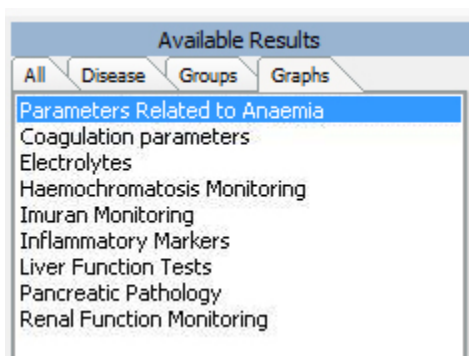 Available Results
All Disease Groups Graphs
Parameters Related to Anaemia
Coagulation parameters
Electrolytes
Haemochromatosis Monitoring
Imuran Monitoring
Inflammatory Markers
Liver Function Tests
Pancreatic Pathology
Renal Function Monitoring